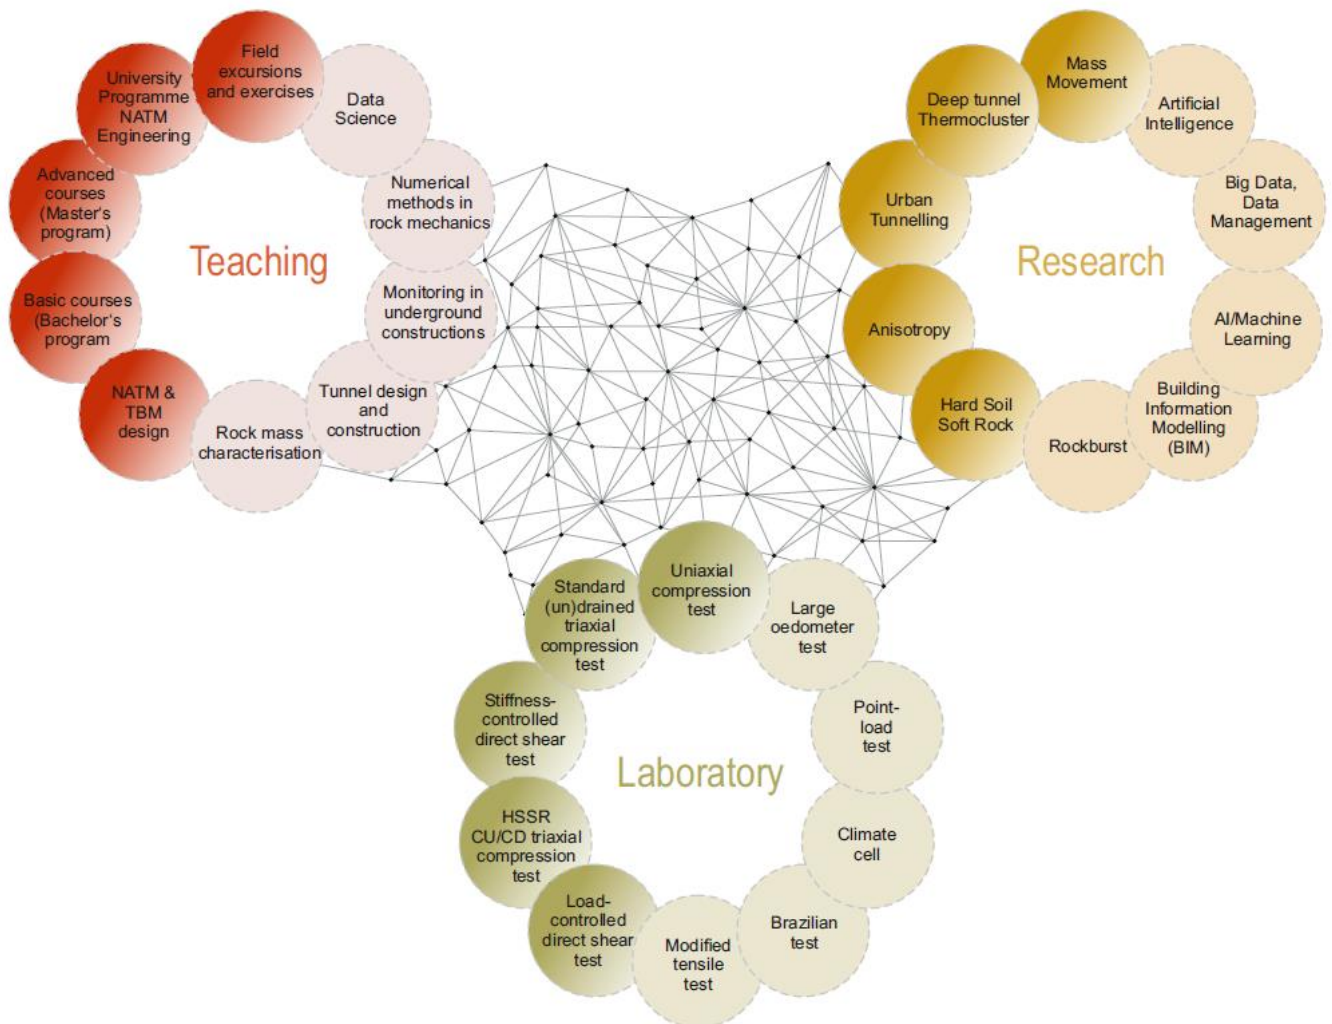 Teaching
Field
excursions
and exercises
Data
Science
Numerical
methods in
rock mechanics
Monitoring in
underground
constructions
Tunnel design
and
construction
Rock mass
characterisation
NATM &
TBM
design
Basic courses
(Bachelor's
program
Advanced
courses
(Master's
program)
University
Programme
NATM
Engineering
Research
Mass
Movement
Artificial
Intelligence
Big Data,
Data
Management
AI/Machine
Learning
Building
Information
Modelling
(BIM)
Rockburst
Hard Soil
Soft Rock
Anisotropy
Urban
Tunnelling
Deep tunnel
Thermocluster
Laboratory
Uniaxial
compression
test
Large
oedometer
test
Point-
load
test
Climate
cell
Brazilian
test
Modified
tensile
test
Load-
controlled
direct shear
test
HSSR
CU/CD triaxial
compression
test
Stiffness-
controlled
direct shear
test
Standard
(un)drained
triaxial
compression
test